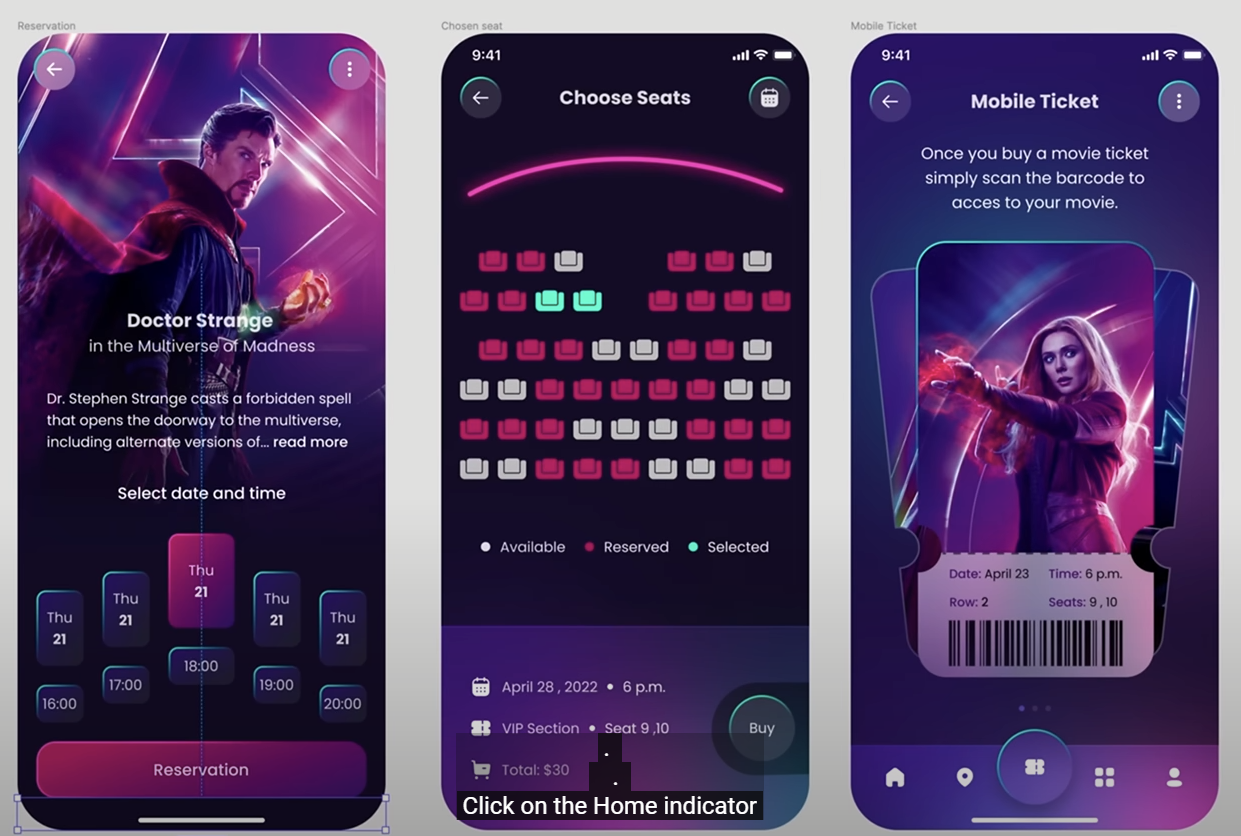 Reservation
Doctor Strange
in the Multiverse of Madness
Dr. Stephen Strange casts a forbidden spell
that opens the doorway to the multiverse,
including alternate versions of... read more
Select date and time
Thu
21
Thu
21
Thu
21
Thu
21
Thu
21
16:00
17:00
18:00
19:00
20:00
Reservation
Chosen seat
9:41
Choose Seats
Available
Reserved
Selected
April 28 , 2022 • 6 p.m.
VIP Section • Seat 9 ,10
Total: $30
Buy
Click on the Home indicator
Mobile Ticket
9:41
Mobile Ticket
Once you buy a movie ticket
simply scan the barcode to
acces to your movie.
Date: April 23 Time: 6 p.m.
Row: 2 Seats: 9 , 10